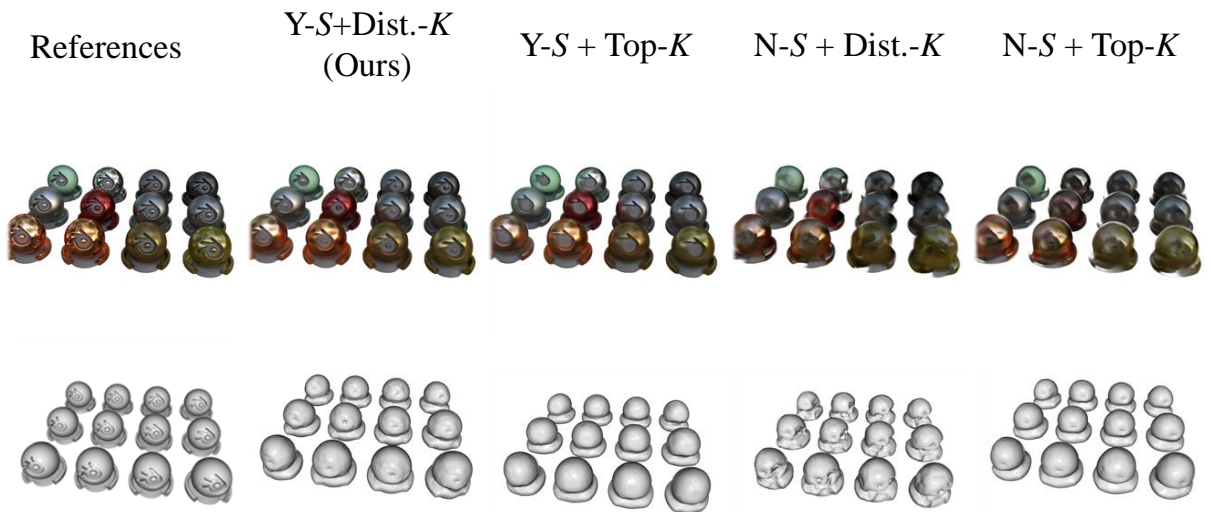 References
Y-S+Dist.-K
(Ours)
Y-S + Top-K
N-S + Dist.-K
N-S + Top-K